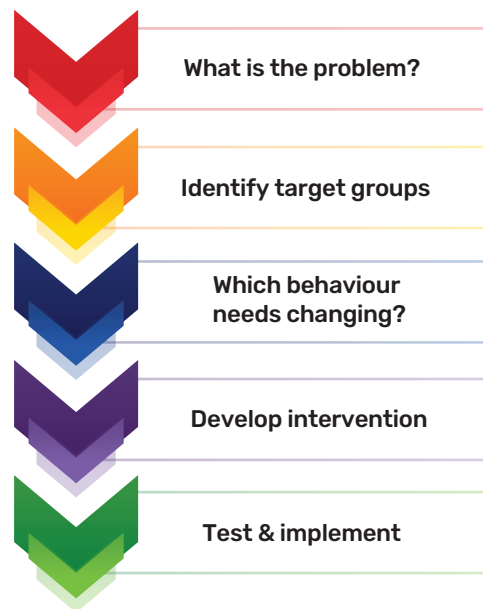 What is the problem?
Identify target groups
Which behaviour
needs changing?
Develop intervention
Test & implement